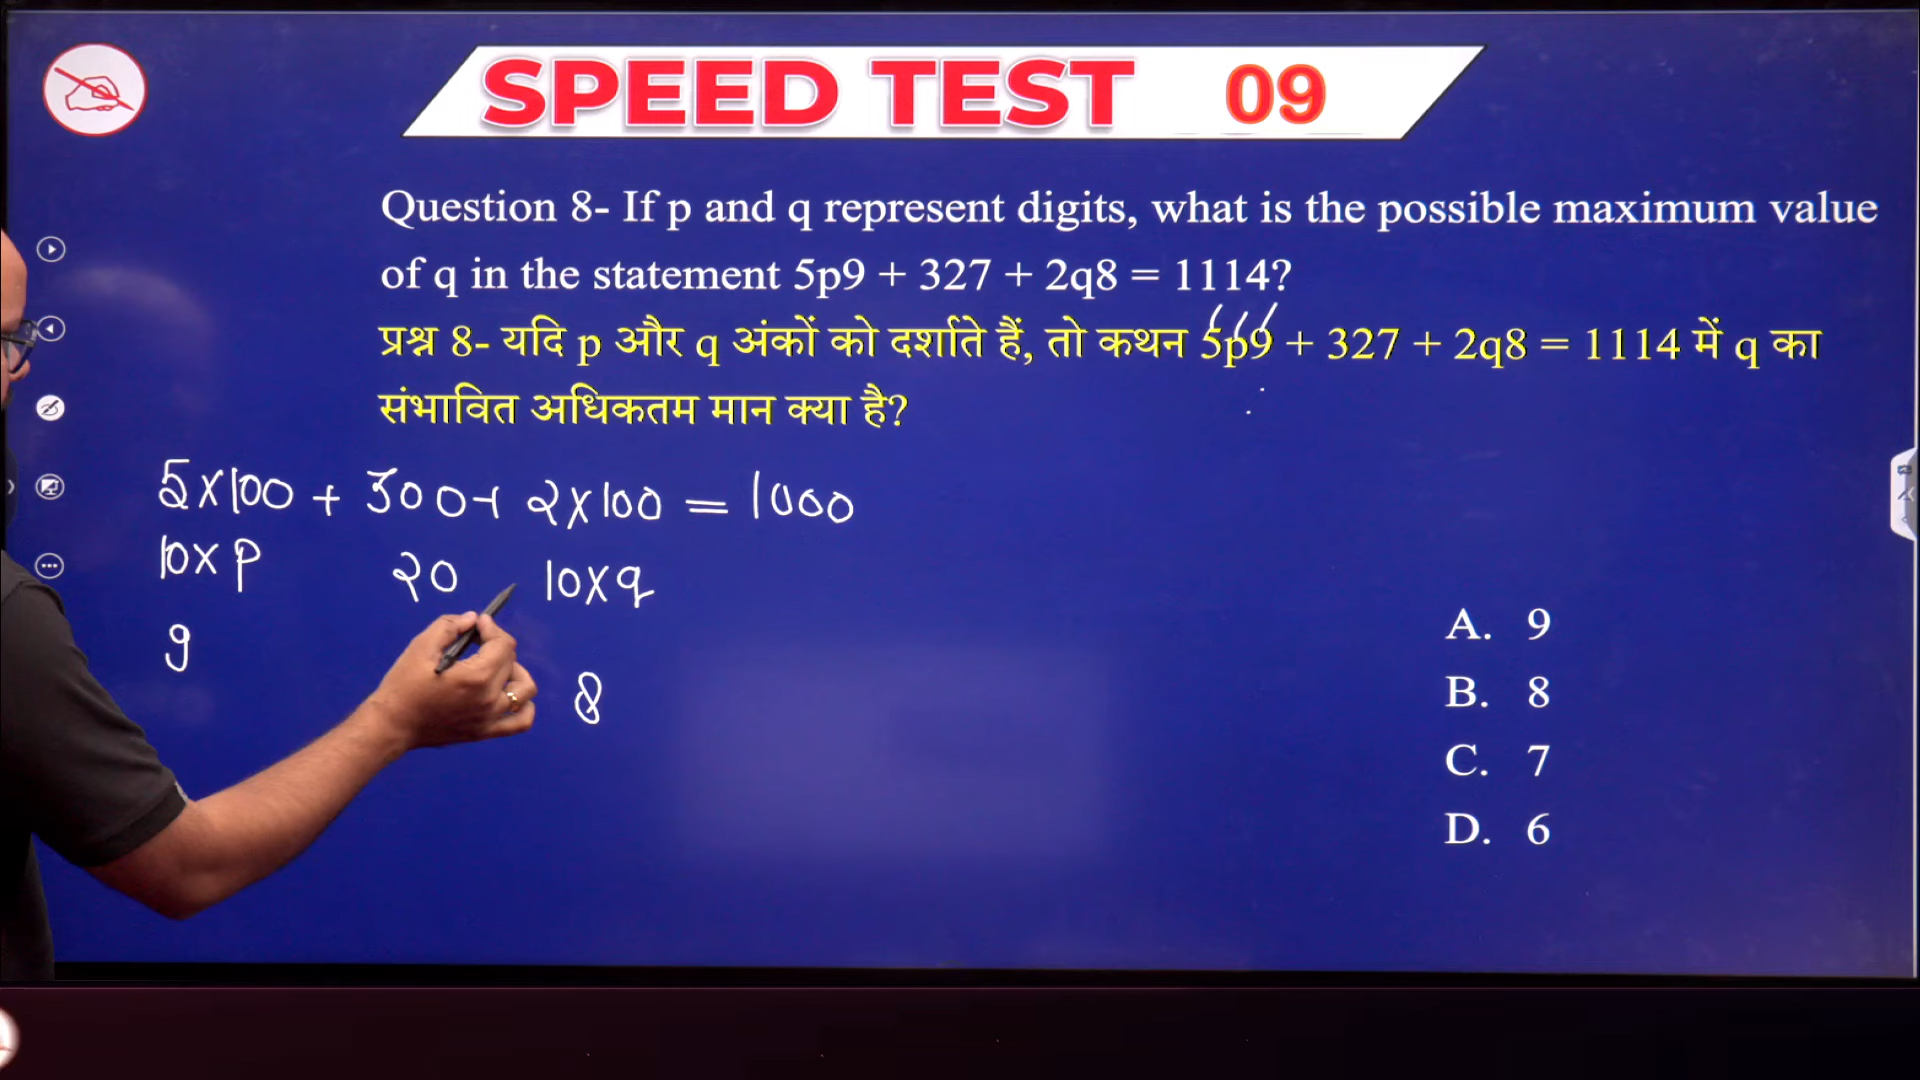 SPEED TEST 09
Question 8- If p and q represent digits, what is the possible maximum value
of q in the statement 5p9 + 327 + 2q8 = 1114?
प्रश्न 8- यदि p और q अंकों को दर्शाते हैं, तो कथन 5p9 + 327 + 2q8 = 1114 में q का
संभावित अधिकतम मान क्या है?
5×100 + 300 + 2×100 = 1000
10×p 20 10×q
9
8
A. 9
B. 8
C. 7
D. 6